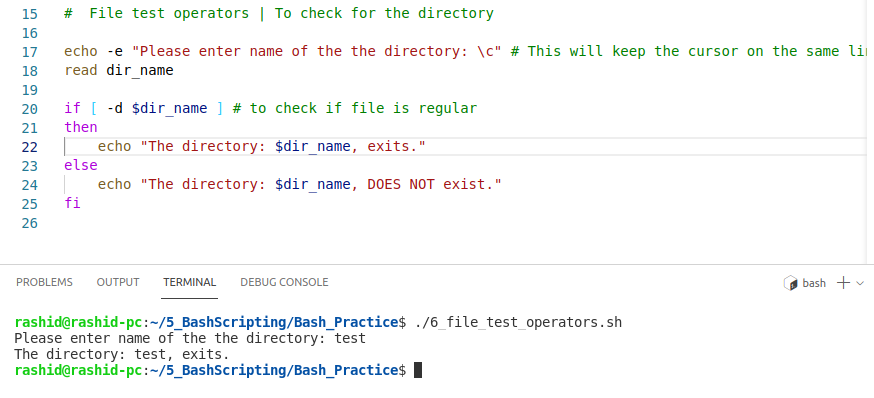 15 #  File test operators | To check for the directory
16
17 echo -e "Please enter name of the the directory: \c" # This will keep the cursor on the same li
18 read dir_name
19
20 if [ -d $dir_name ] # to check if file is regular
21 then
22     echo "The directory: $dir_name, exits."
23 else
24     echo "The directory: $dir_name, DOES NOT exist."
25 fi
26
PROBLEMS OUTPUT TERMINAL DEBUG CONSOLE bash
rashid@rashid-pc:~/5_BashScripting/Bash_Practice$ ./6_file_test_operators.sh
Please enter name of the the directory: test
The directory: test, exits.
rashid@rashid-pc:~/5_BashScripting/Bash_Practice$